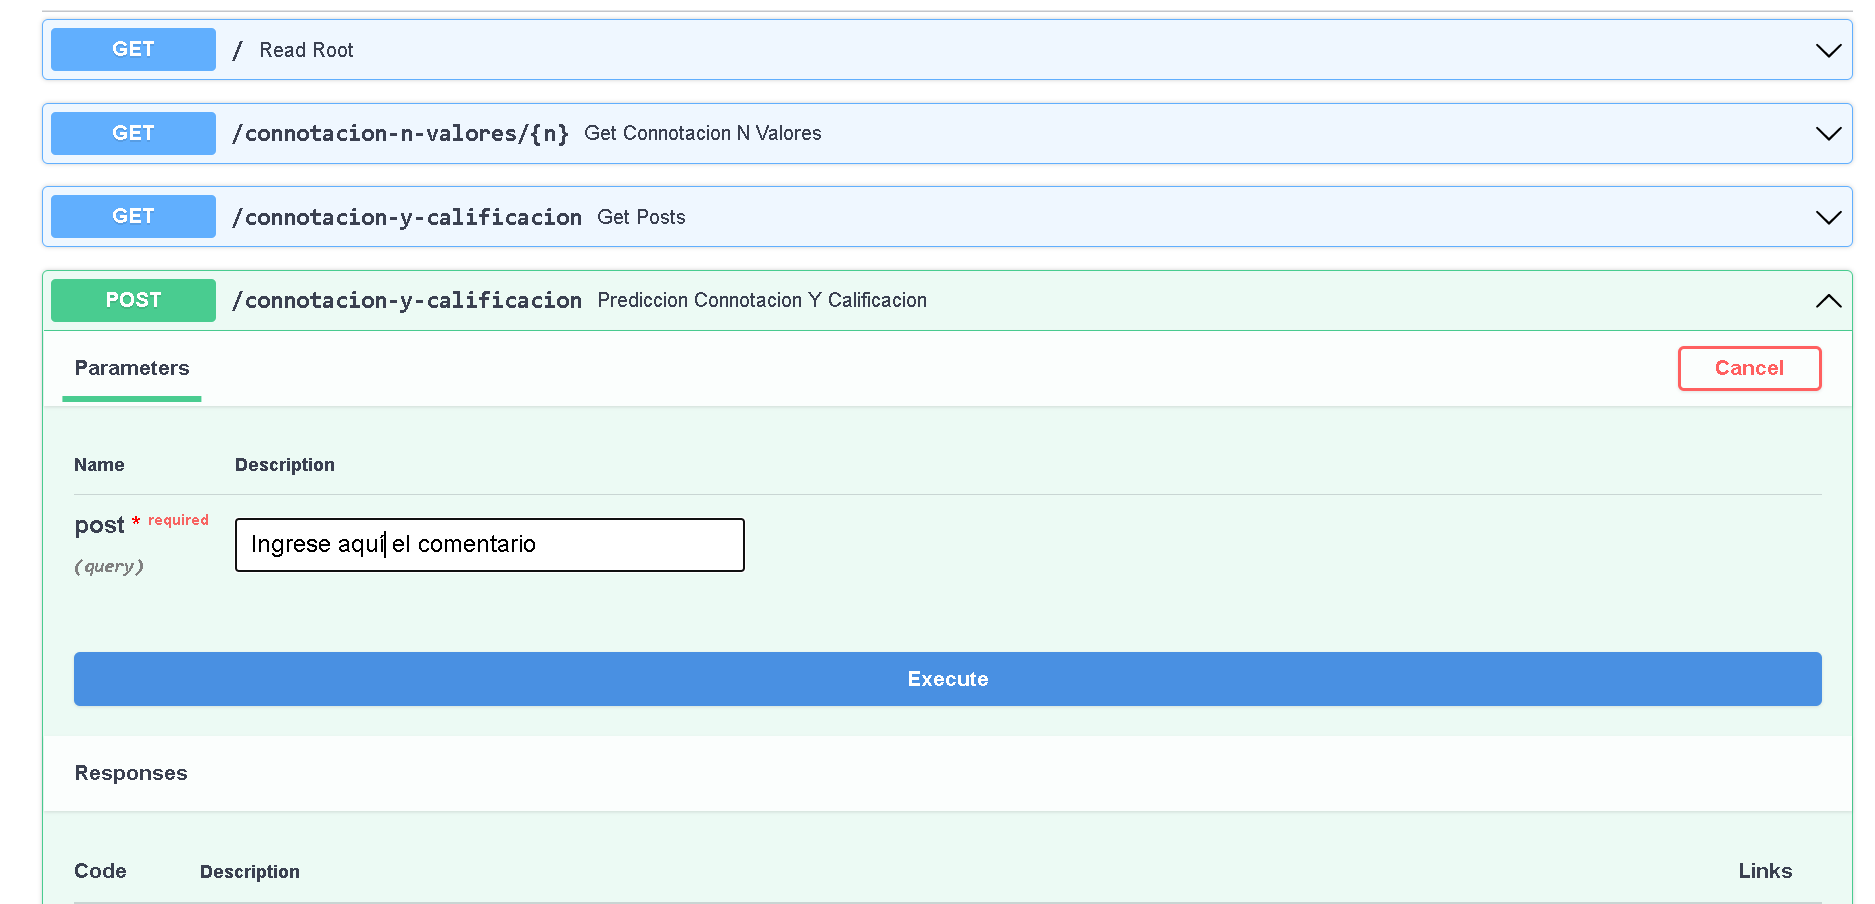 GET / Read Root
GET /connotacion-n-valores/{n} Get Connotacion N Valores
GET /connotacion-y-calificacion Get Posts
POST /connotacion-y-calificacion Prediccion Connotacion Y Calificacion
Parameters Cancel
Name Description
post * required
(query)
Ingrese aquí el comentario
Execute
Responses
Code Description Links